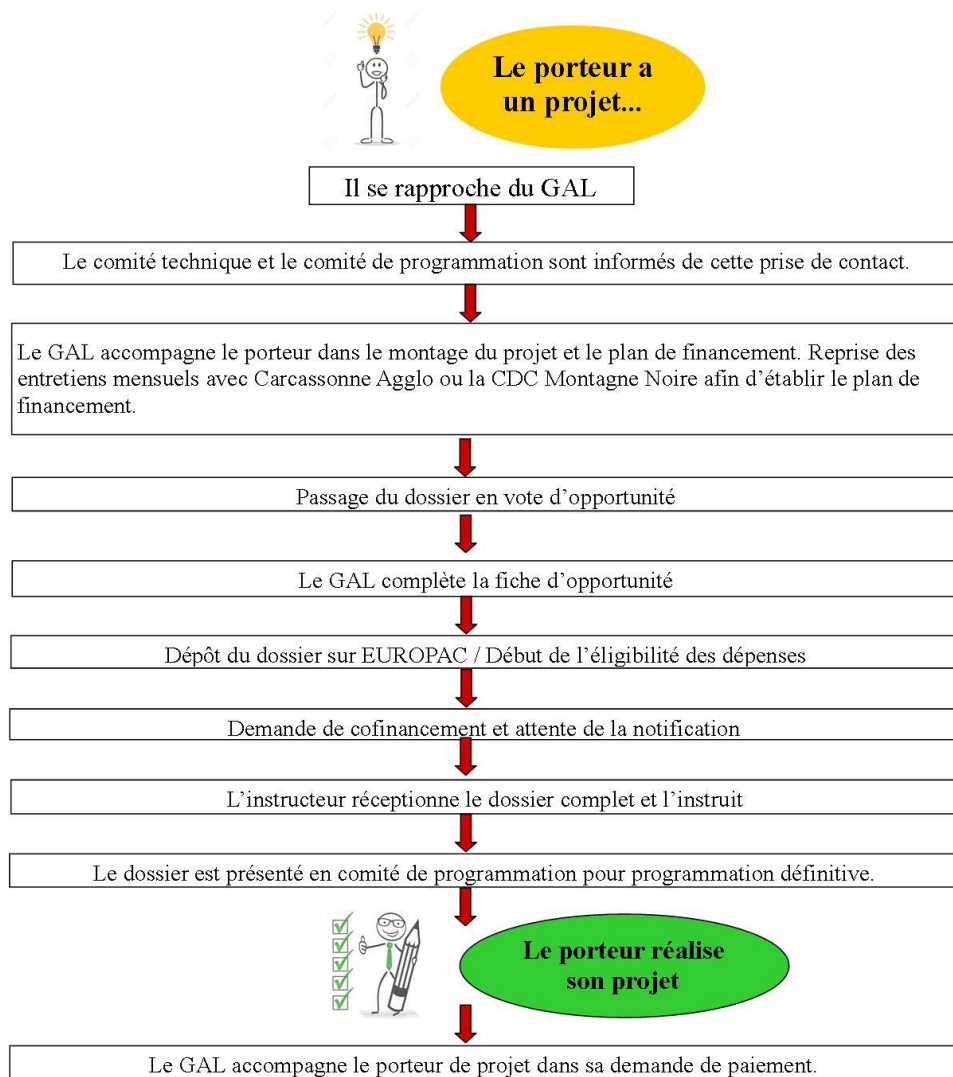 Le porteur a
un projet...
Il se rapproche du GAL
Le comité technique et le comité de programmation sont informés de cette prise de contact.
Le GAL accompagne le porteur dans le montage du projet et le plan de financement. Reprise des
entretiens mensuels avec Carcassonne Agglo ou la CDC Montagne Noire afin d’établir le plan de
financement.
Passage du dossier en vote d’opportunité
Le GAL complète la fiche d’opportunité
Dépôt du dossier sur EUROPAC / Début de l’éligibilité des dépenses
Demande de cofinancement et attente de la notification
L’instructeur réceptionne le dossier complet et l’instruit
Le dossier est présenté en comité de programmation pour programmation définitive.
Le porteur réalise
son projet
Le GAL accompagne le porteur de projet dans sa demande de paiement.